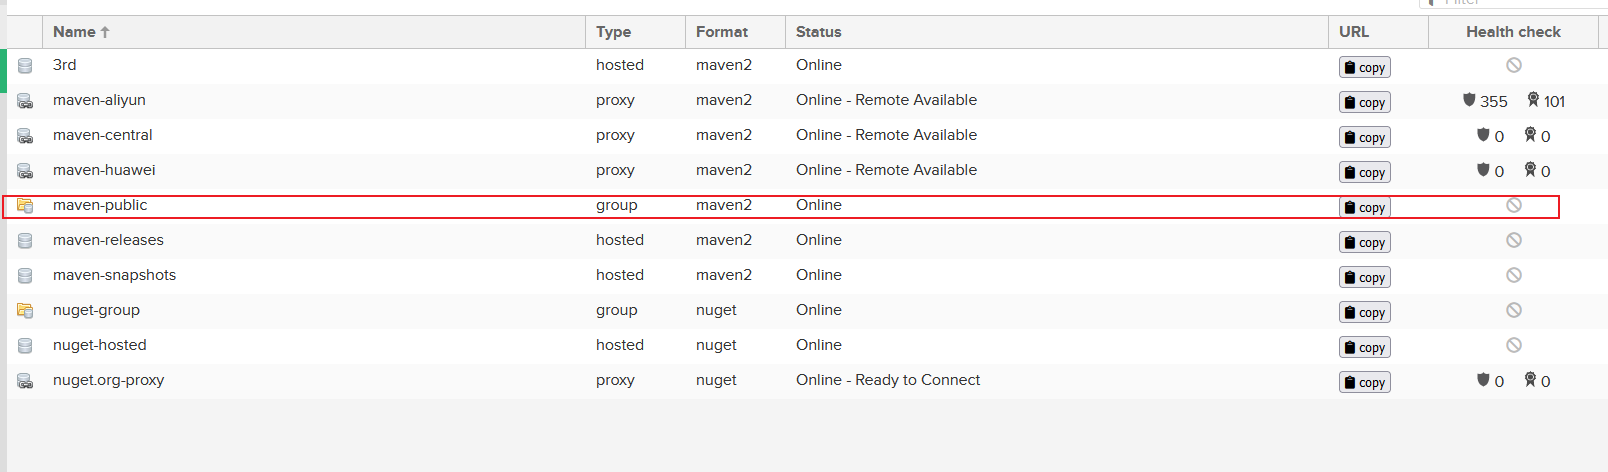 Filter
Name Type Format Status URL Health check
3rd hosted maven2 Online copy
maven-aliyun proxy maven2 Online - Remote Available copy 355 101
maven-central proxy maven2 Online - Remote Available copy 0 0
maven-huawei proxy maven2 Online - Remote Available copy 0 0
maven-public group maven2 Online copy
maven-releases hosted maven2 Online copy
maven-snapshots hosted maven2 Online copy
nuget-group group nuget Online copy
nuget-hosted hosted nuget Online copy
nuget.org-proxy proxy nuget Online - Ready to Connect copy 0 0